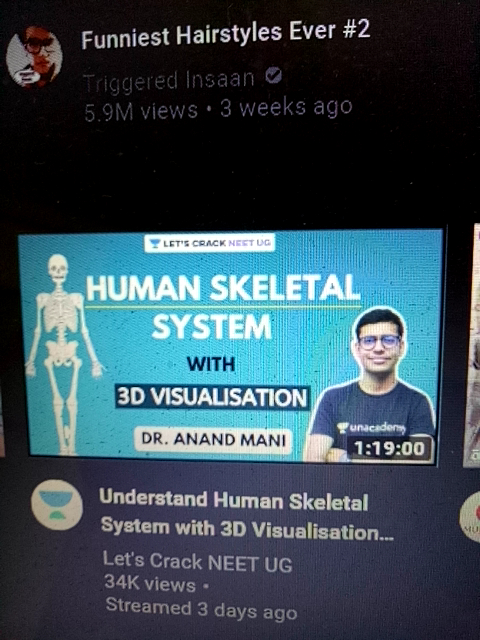 Funniest Hairstyles Ever #2
Triggered Insaan
5.9M views • 3 weeks ago
LET'S CRACK NEET UG
HUMAN SKELETAL
SYSTEM
WITH
3D VISUALISATION
DR. ANAND MANI
unacademy
1:19:00
Understand Human Skeletal
System with 3D Visualisation...
Let's Crack NEET UG
34K views •
Streamed 3 days ago